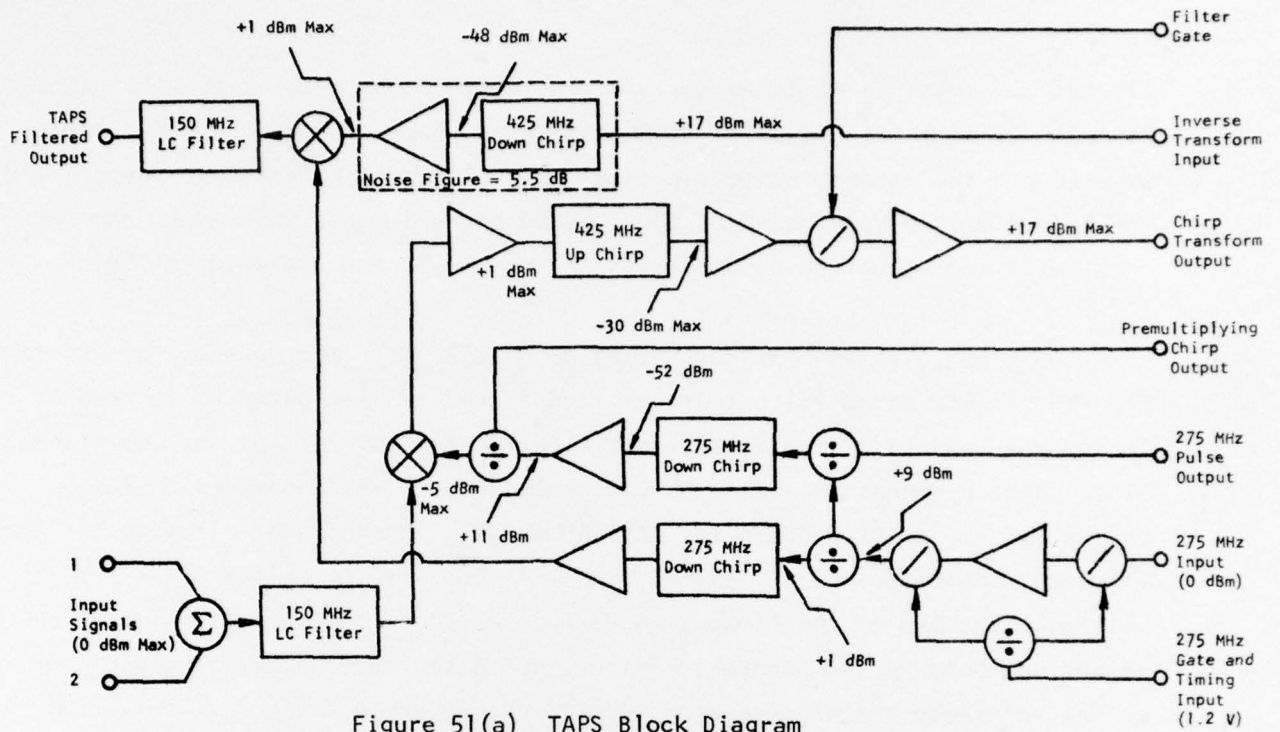 +1 dBm Max
-48 dBm Max
Filter
Gate
TAPS
Filtered
Output
150 MHz
LC Filter
425 MHz
Down Chirp
+17 dBm Max
Inverse
Transform
Input
Noise Figure = 5.5 dB
425 MHz
Up Chirp
+1 dBm
Max
-30 dBm Max
+17 dBm Max
Chirp
Transform
Output
Premultiplying
Chirp
Output
-52 dBm
275 MHz
Down Chirp
-5 dBm
Max
+11 dBm
+9 dBm
275 MHz
Pulse
Output
275 MHz
Down Chirp
+1 dBm
275 MHz
Input
(0 dBm)
1
Input
Signals
(0 dBm Max)
2
Σ
150 MHz
LC Filter
275 MHz
Gate and
Timing
Input
(1.2 V)
Figure 51(a) TAPS Block Diagram